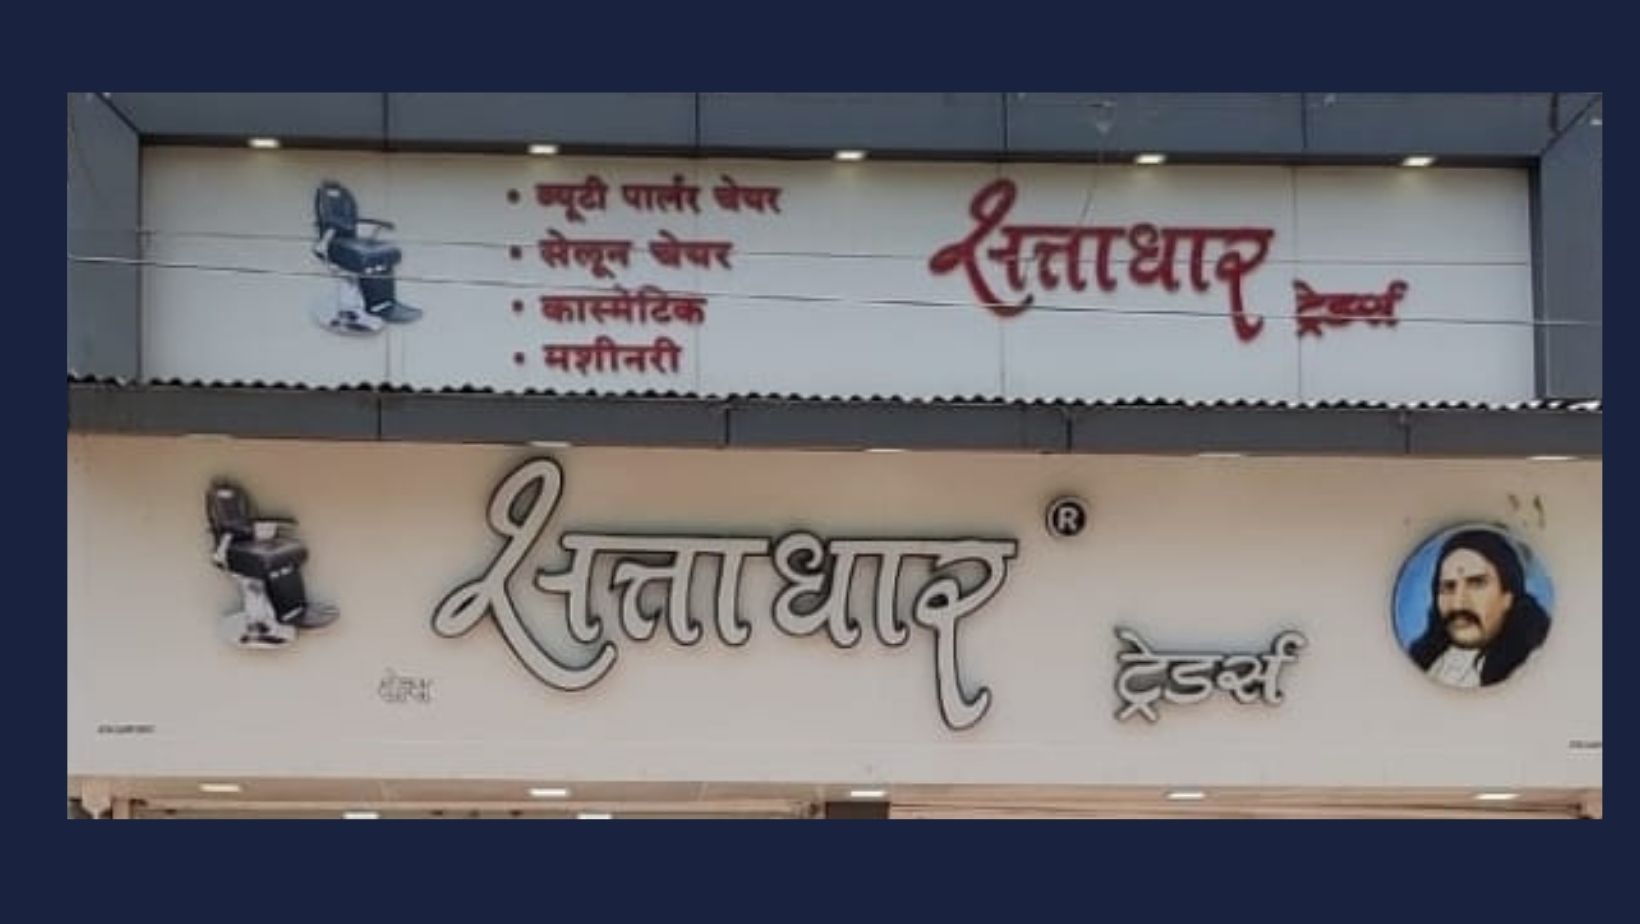 • ब्यूटी पार्लर चेयर
• सेलून चेयर
• कास्मेटिक
• मशीनरी
सत्ताधार
ट्रेडर्स
सत्ताधार ®
ट्रेडर्स